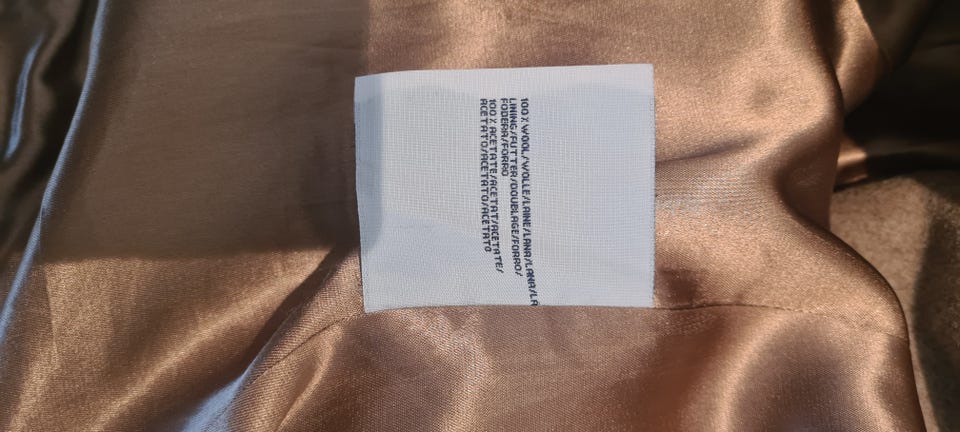 100% WOOL/WOLLE/LAINE/LANA/LANA/LA
LINING/FUTTER/DOUBLAGE/FORRO/
FODERA/FORRO
100% ACETATE/ACETAT/ACETATE/
ACETATO/ACETATO/ACETATO